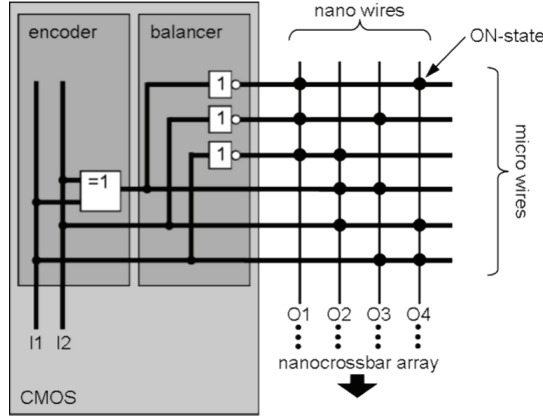 nano wires
encoder
balancer
ON-state
1
1
1
=1
micro wires
I1 I2
O1 O2 O3 O4
nanocrossbar array
CMOS